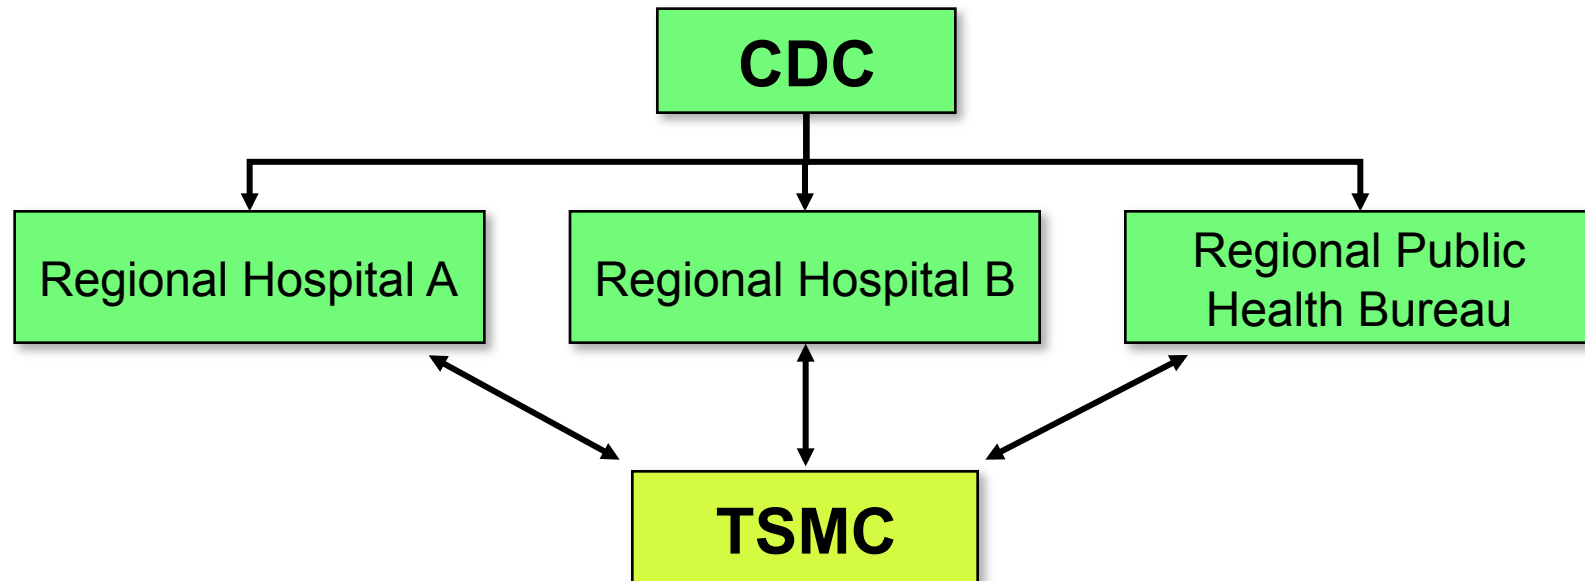 CDC
Regional Hospital A
Regional Hospital B
Regional Public
Health Bureau
TSMC